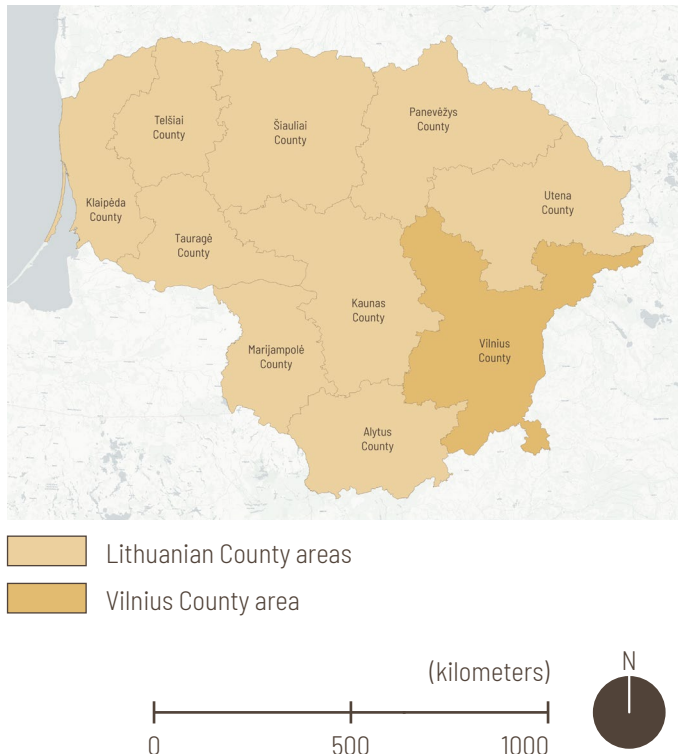 Telšiai
County
Šiauliai
County
Panevėžys
County
Utena
County
Klaipėda
County
Tauragė
County
Kaunas
County
Vilnius
County
Marijampolė
County
Alytus
County
Lithuanian County areas
Vilnius County area
(kilometers)
N
0 500 1000